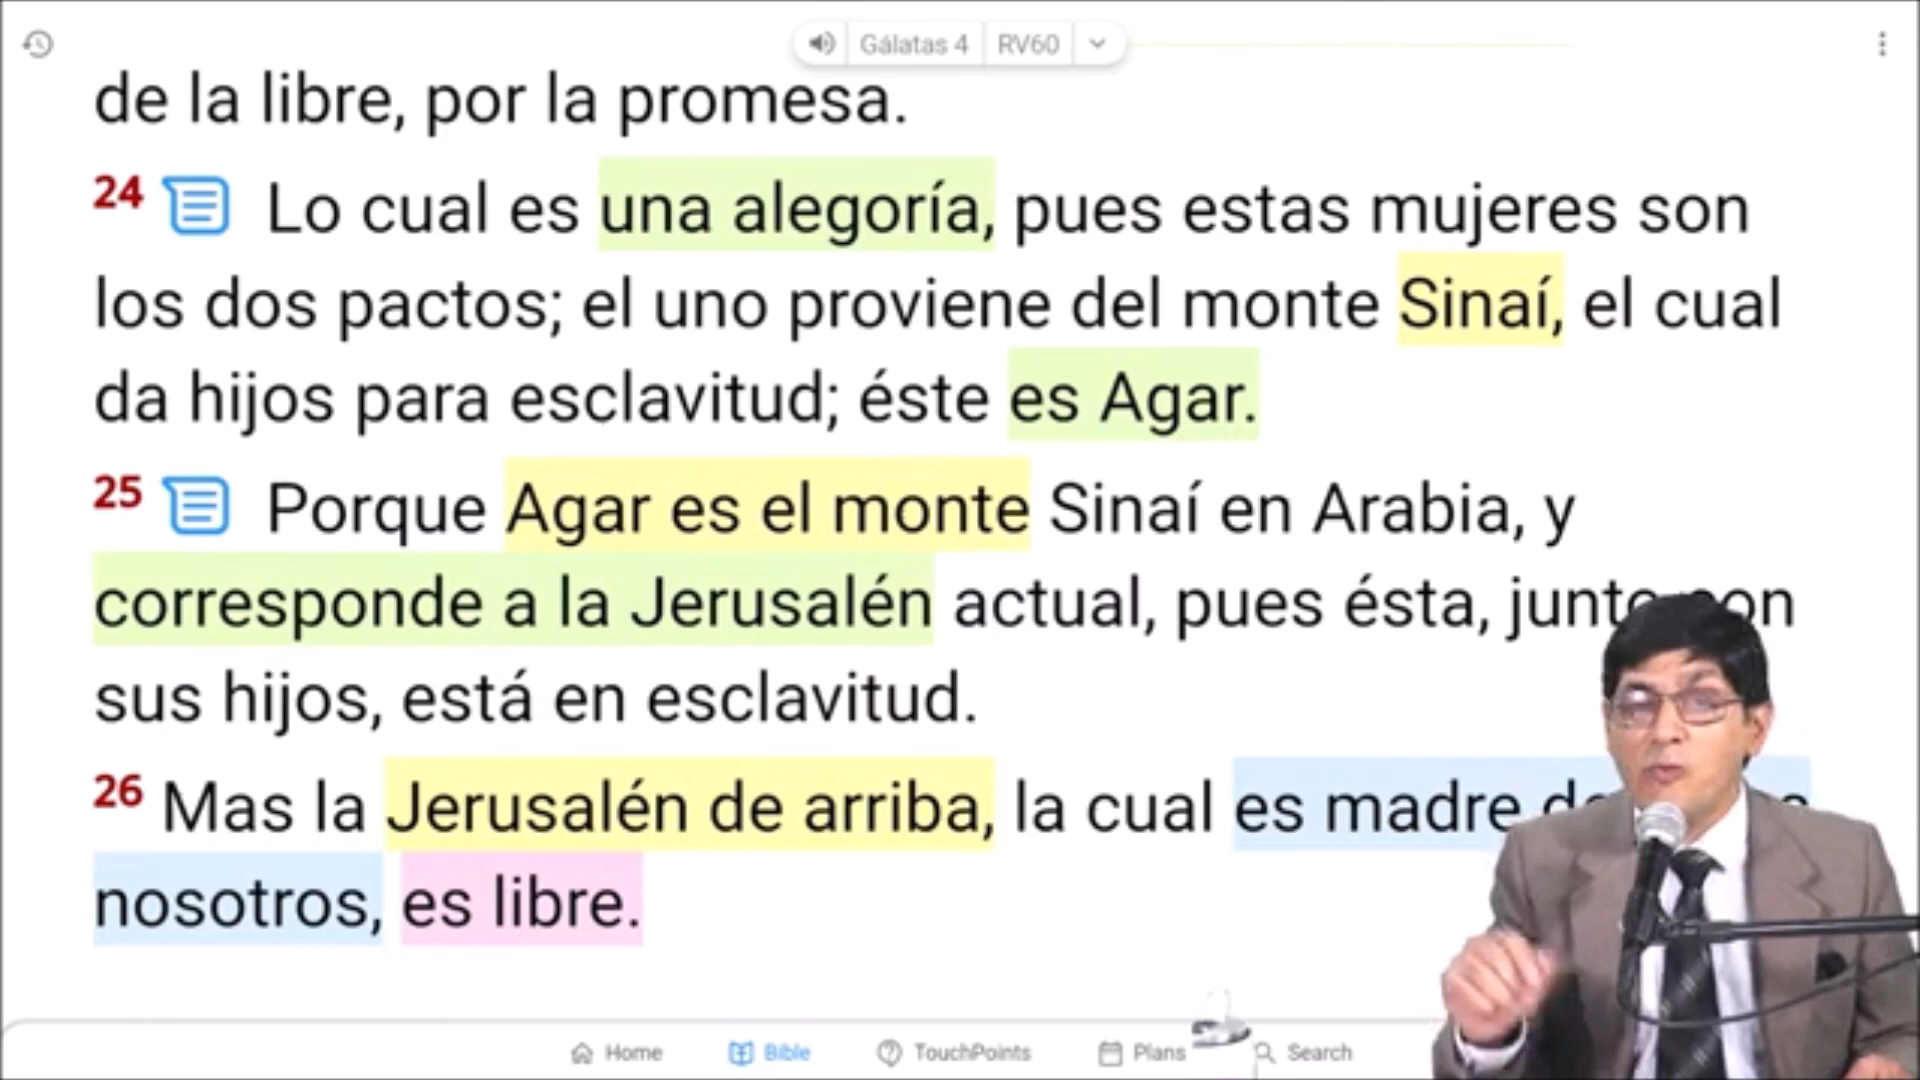 Gálatas 4 RV60
de la libre, por la promesa.
24 Lo cual es una alegoría, pues estas mujeres son
los dos pactos; el uno proviene del monte Sinaí, el cual
da hijos para esclavitud; éste es Agar.
25 Porque Agar es el monte Sinaí en Arabia, y
corresponde a la Jerusalén actual, pues ésta, junto con
sus hijos, está en esclavitud.
26 Mas la Jerusalén de arriba, la cual es madre
nosotros, es libre.
Home Bible TouchPoints Plans Search